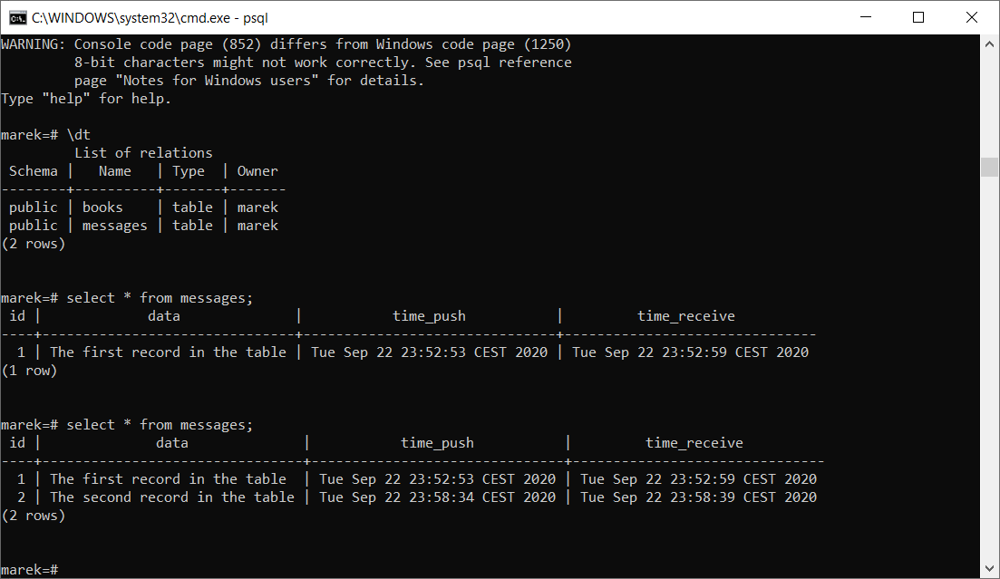 C:\WINDOWS\system32\cmd.exe - psql
WARNING: Console code page (852) differs from Windows code page (1250)
         8-bit characters might not work correctly. See psql reference
         page "Notes for Windows users" for details.
Type "help" for help.

marek=# \dt
         List of relations
 Schema |   Name   | Type  | Owner
--------+----------+-------+-------
 public | books    | table | marek
 public | messages | table | marek
(2 rows)


marek=# select * from messages;
 id |             data              |           time_push           |         time_receive
----+-------------------------------+-------------------------------+-------------------------------
  1 | The first record in the table | Tue Sep 22 23:52:53 CEST 2020 | Tue Sep 22 23:52:59 CEST 2020
(1 row)


marek=# select * from messages;
 id |              data              |           time_push           |         time_receive
----+--------------------------------+-------------------------------+-------------------------------
  1 | The first record in the table  | Tue Sep 22 23:52:53 CEST 2020 | Tue Sep 22 23:52:59 CEST 2020
  2 | The second record in the table | Tue Sep 22 23:58:34 CEST 2020 | Tue Sep 22 23:58:39 CEST 2020
(2 rows)


marek=#